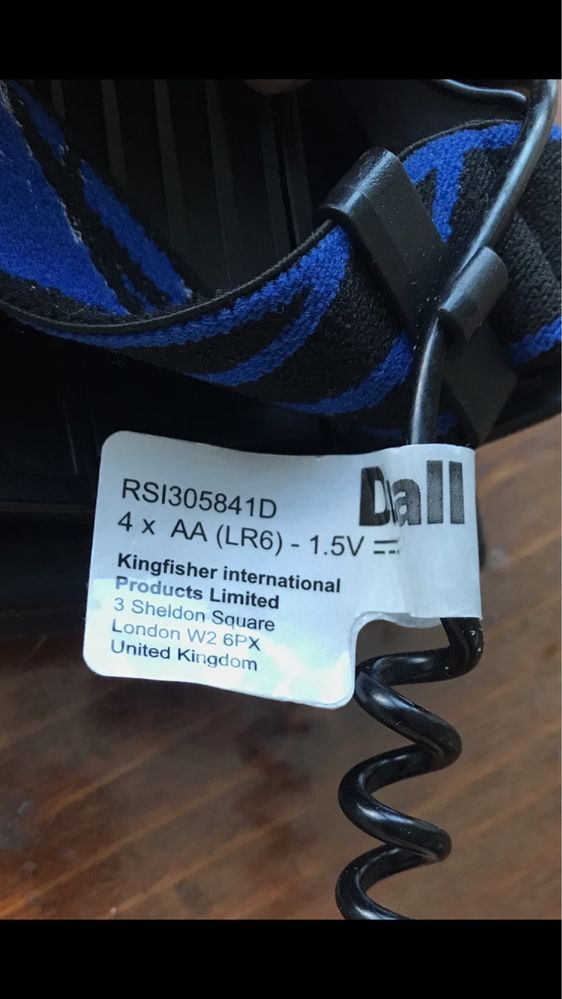 RSI305841D
4 x AA (LR6) - 1.5V ⎓
Kingfisher international
Products Limited
3 Sheldon Square
London W2 6PX
United Kingdom